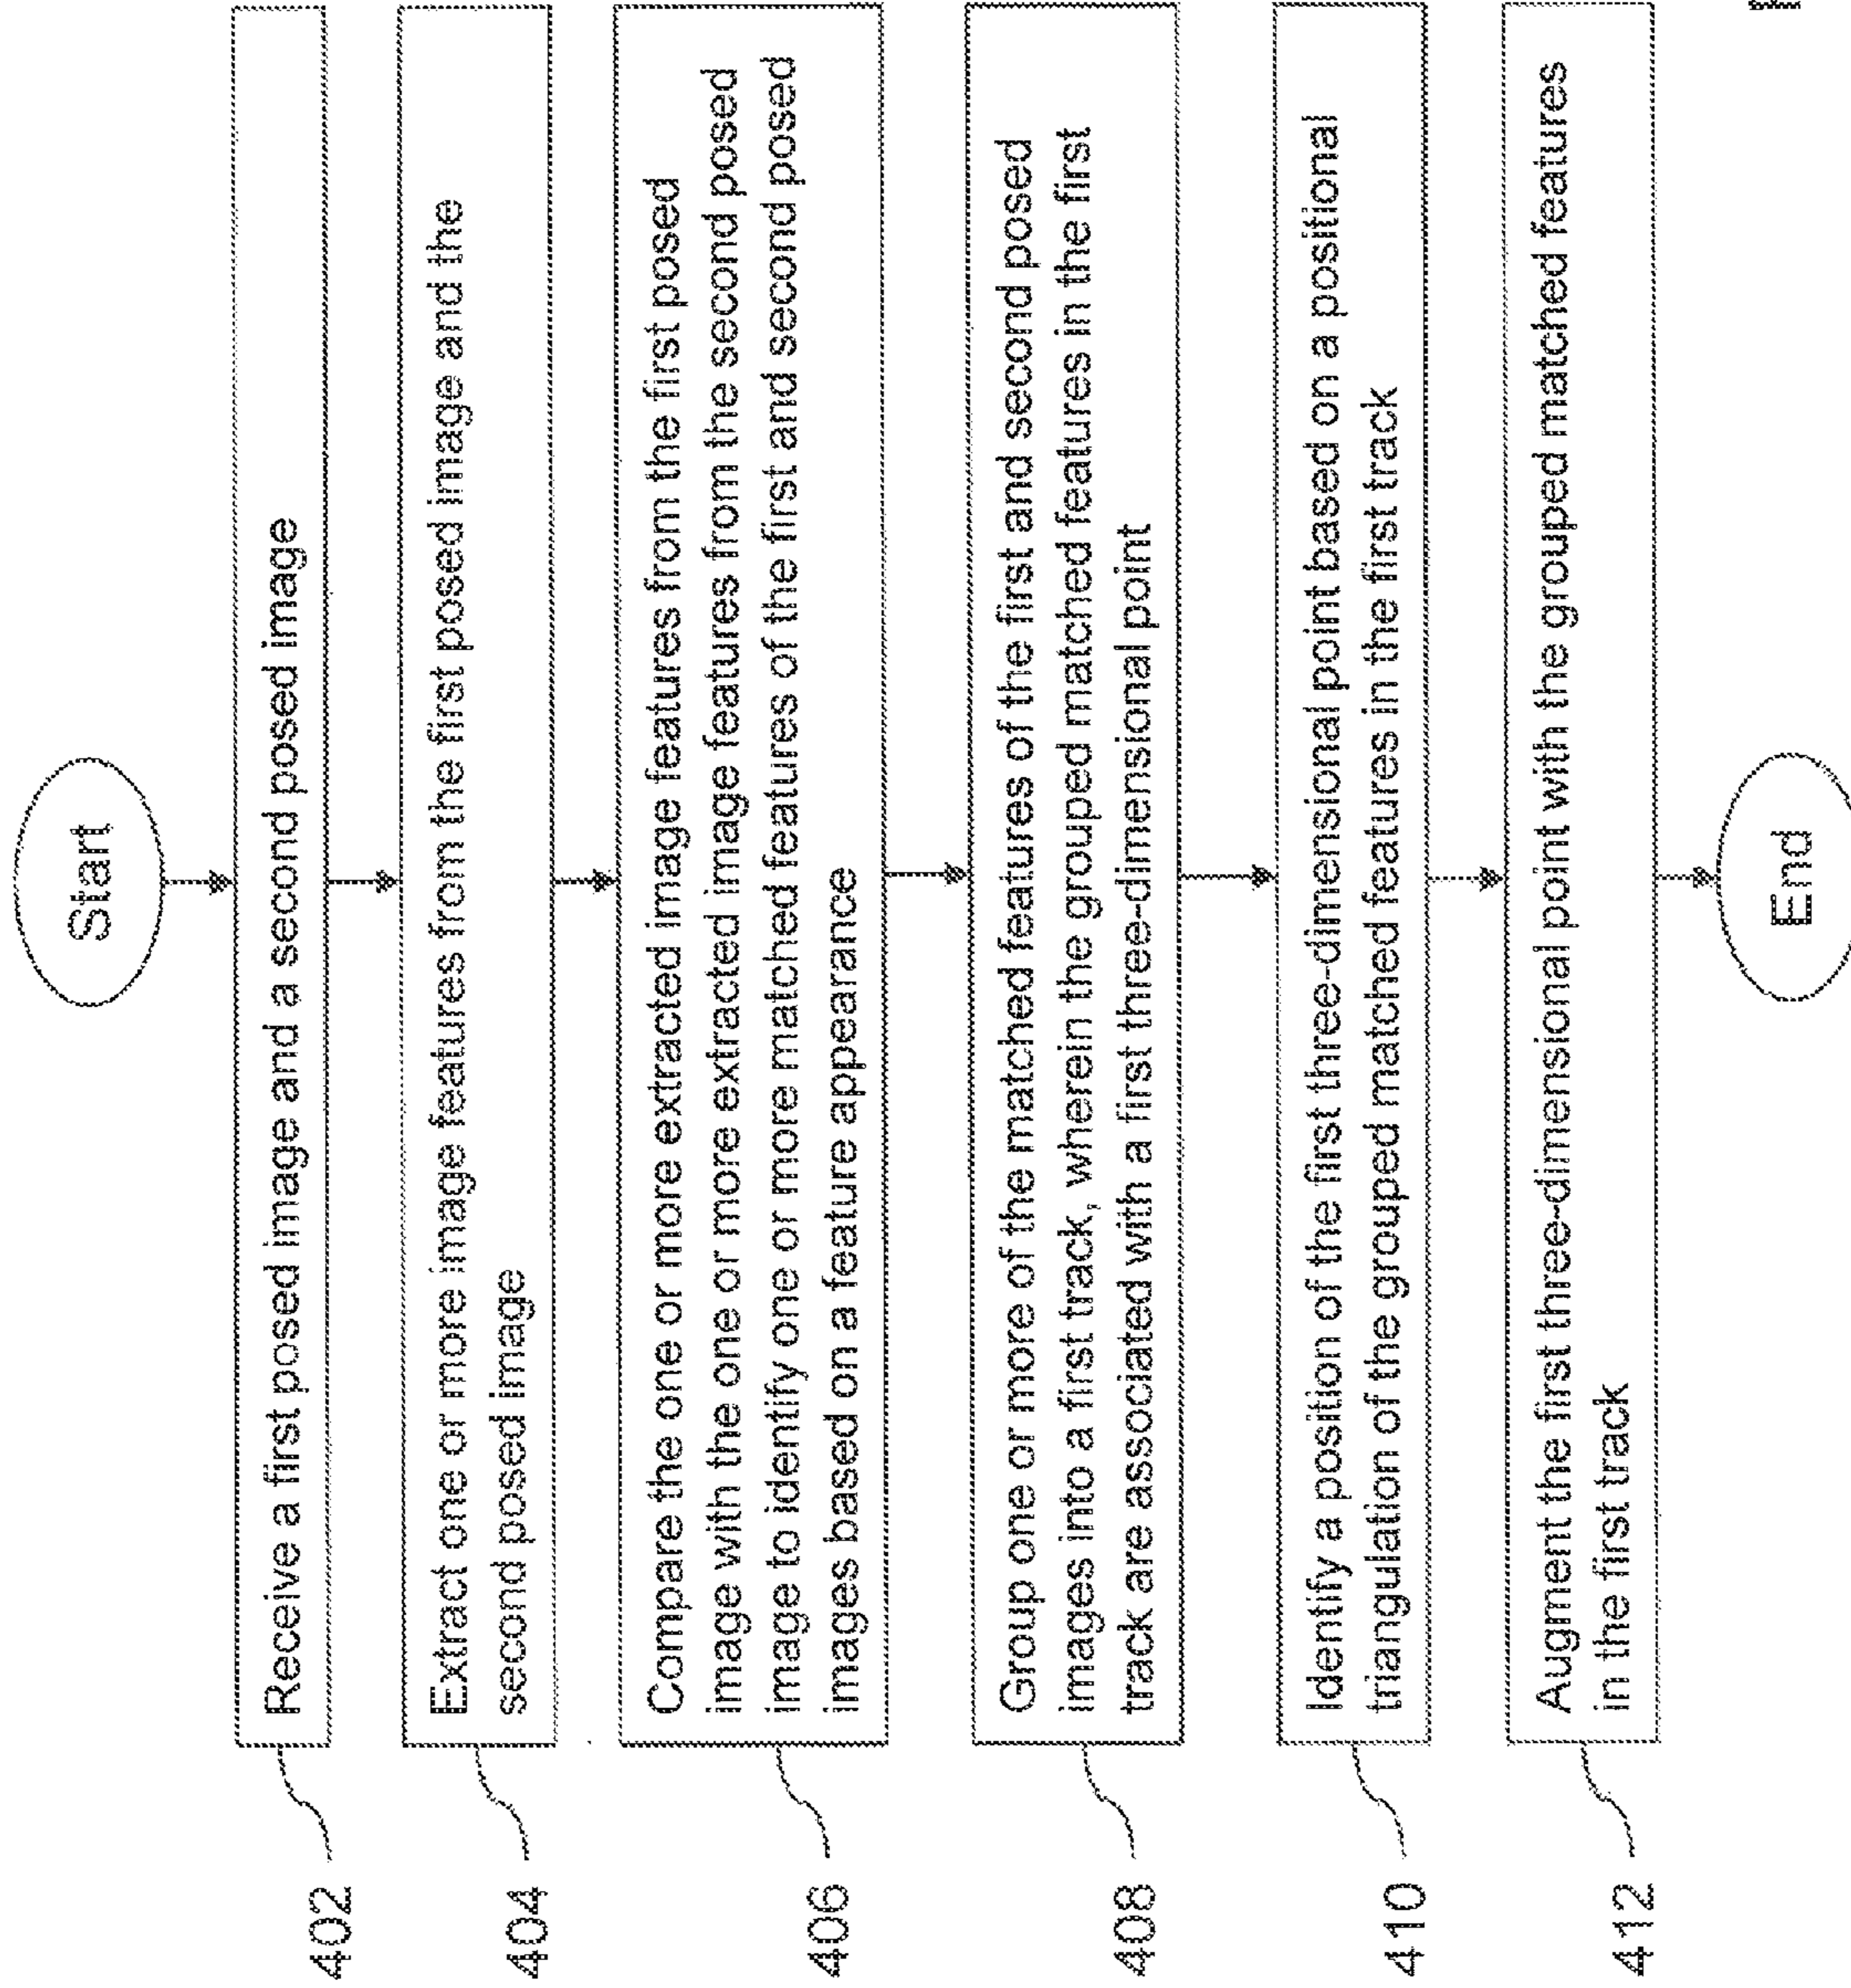 Start
402
Receive a first posed image and a second posed image
404
Extract one or more image features from the first posed image and the
second posed image
406
Compare the one or more extracted image features from the first posed
image with the one or more extracted image features from the second posed
image to identify one or more matched features of the first and second posed
images based on a feature appearance
408
Group one or more of the matched features of the first and second posed
images into a first track, wherein the grouped matched features in the first
track are associated with a first three-dimensional point
410
Identify a position of the first three-dimensional point based on a positional
triangulation of the grouped matched features in the first track
412
Augment the first three-dimensional point with the grouped matched features
in the first track
End